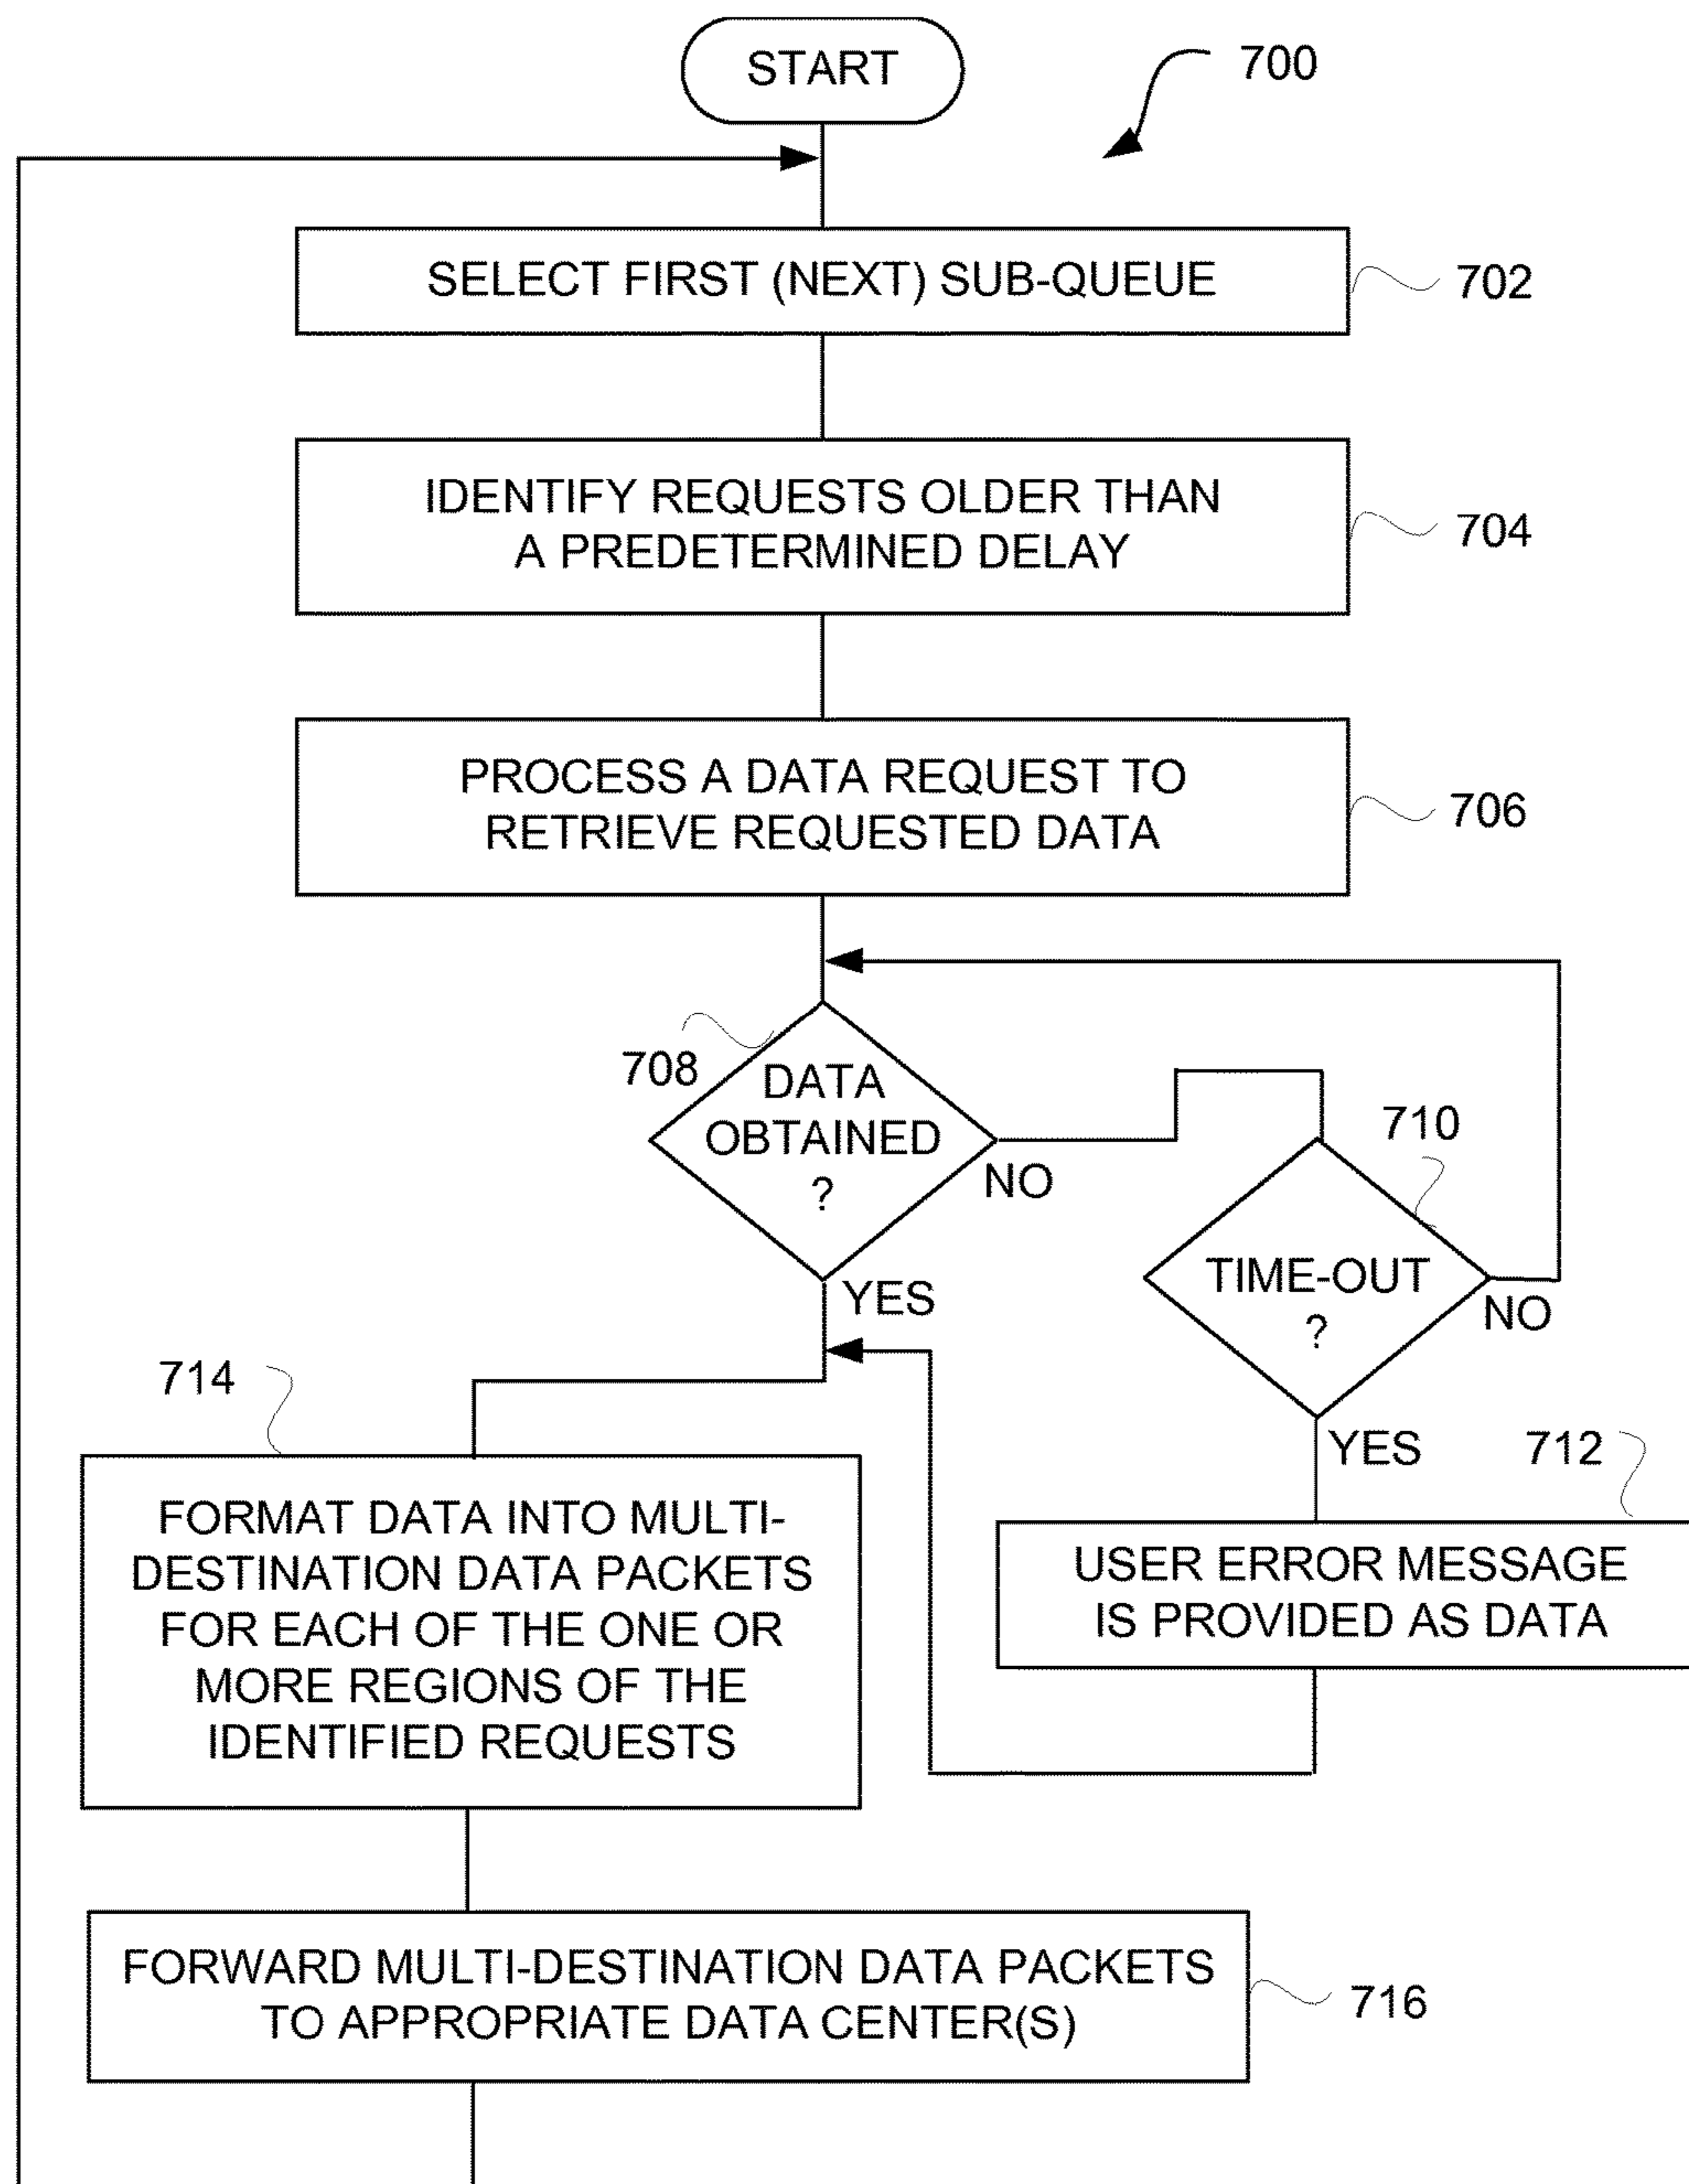 START
700
SELECT FIRST (NEXT) SUB-QUEUE
702
IDENTIFY REQUESTS OLDER THAN
A PREDETERMINED DELAY
704
PROCESS A DATA REQUEST TO
RETRIEVE REQUESTED DATA
706
708
DATA
OBTAINED
?
NO
YES
710
TIME-OUT
?
NO
YES
712
USER ERROR MESSAGE
IS PROVIDED AS DATA
714
FORMAT DATA INTO MULTI-
DESTINATION DATA PACKETS
FOR EACH OF THE ONE OR
MORE REGIONS OF THE
IDENTIFIED REQUESTS
FORWARD MULTI-DESTINATION DATA PACKETS
TO APPROPRIATE DATA CENTER(S)
716